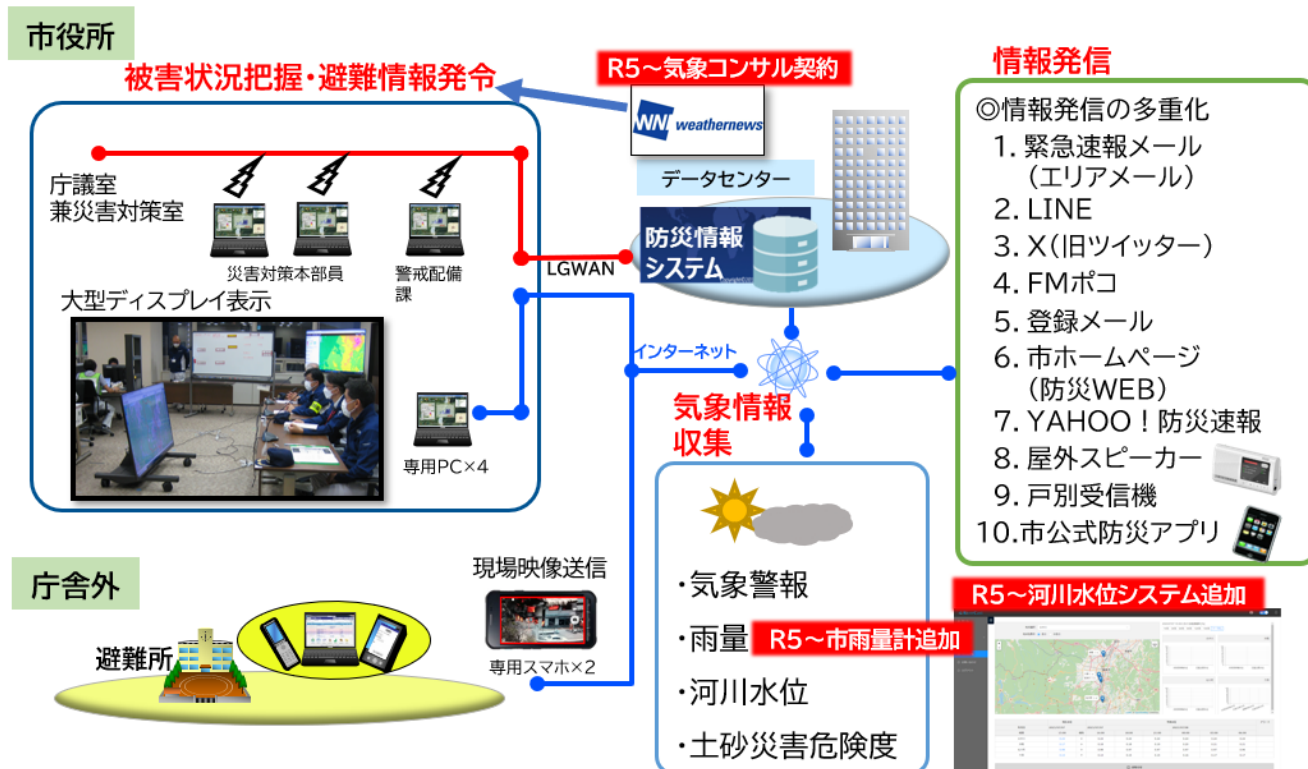 市役所
被害状況把握・避難情報発令
R5～気象コンサル契約
WNI weathernews
データセンター
防災情報
システム
庁議室
兼災害対策室
災害対策本部員
警戒配備
課
LGWAN
大型ディスプレイ表示
専用PC×4
インターネット
気象情報
収集
・気象警報
・雨量
R5～市雨量計追加
・河川水位
・土砂災害危険度
情報発信
◎情報発信の多重化
1. 緊急速報メール
（エリアメール）
2. LINE
3. X（旧ツイッター）
4. FMポコ
5. 登録メール
6. 市ホームページ
（防災WEB）
7. YAHOO！防災速報
8. 屋外スピーカー
9. 戸別受信機
10.市公式防災アプリ
庁舎外
避難所
現場映像送信
専用スマホ×2
R5～河川水位システム追加